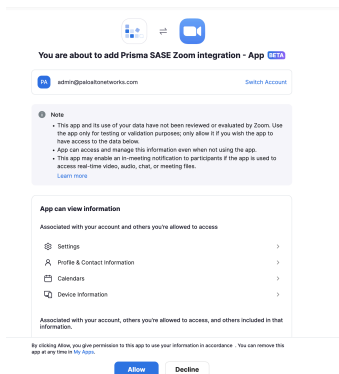 You are about to add Prisma SASE Zoom integration - App BETA
PA admin@paloaltonetworks.com Switch Account
Note
• This app and its use of your data have not been reviewed or evaluated by Zoom. Use
the app only for testing or validation purposes; only allow it if you wish the app to
have access to the data below.
• App can access and manage this information even when not using the app.
• This app may enable an in-meeting notification to participants if the app is used to
access real-time video, audio, chat, or meeting files.
Learn more
App can view information
Associated with your account and others you're allowed to access
Settings
Profile & Contact Information
Calendars
Device Information
Associated with your account, others you're allowed to access, and others included in that
information.
By clicking Allow, you give permission to this app to use your information in accordance . You can remove this
app at any time in My Apps.
Allow Decline